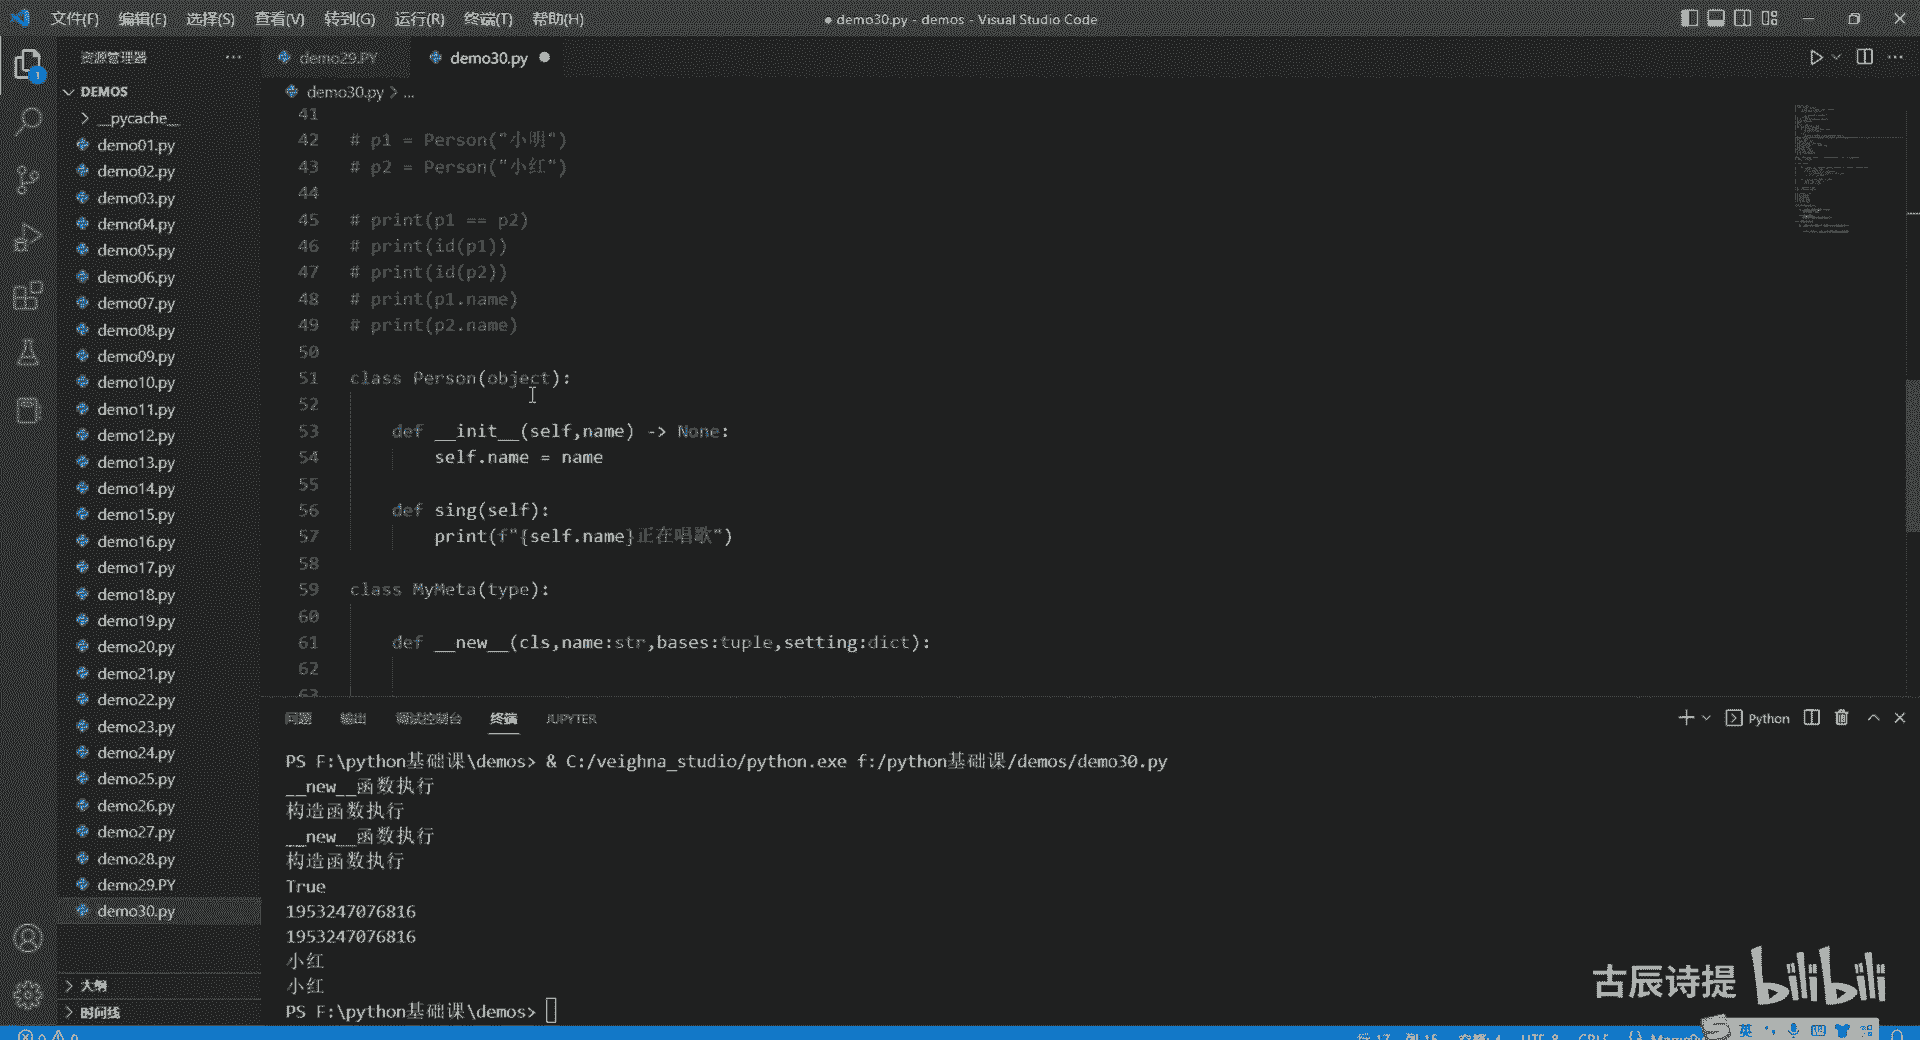 文件(F) 编辑(E) 选择(S) 查看(V) 转到(G) 运行(R) 终端(T) 帮助(H)
● demo30.py - demos - Visual Studio Code
资源管理器
demo29.PY
demo30.py
1
DEMOS
demo30.py > ...
__pycache__
demo01.py
demo02.py
demo03.py
demo04.py
demo05.py
demo06.py
demo07.py
demo08.py
demo09.py
demo10.py
demo11.py
demo12.py
demo13.py
demo14.py
demo15.py
demo16.py
demo17.py
demo18.py
demo19.py
demo20.py
demo21.py
demo22.py
demo23.py
demo24.py
demo25.py
demo26.py
demo27.py
demo28.py
demo29.PY
demo30.py
大纲
时间线
41
42 # p1 = Person("小明")
43 # p2 = Person("小红")
44
45 # print(p1 == p2)
46 # print(id(p1))
47 # print(id(p2))
48 # print(p1.name)
49 # print(p2.name)
50
51 class Person(object):
52
53 def __init__(self,name) -> None:
54 self.name = name
55
56 def sing(self):
57 print(f"{self.name}正在唱歌")
58
59 class MyMeta(type):
60
61 def __new__(cls,name:str,bases:tuple,setting:dict):
62
63
问题 输出 调试控制台 终端 JUPYTER
Python
PS F:\python基础课\demos> & C:/veighna_studio/python.exe f:/python基础课/demos/demo30.py
__new__函数执行
构造函数执行
__new__函数执行
构造函数执行
True
1953247076816
1953247076816
小红
小红
PS F:\python基础课\demos>
古辰诗提 bilibili
英